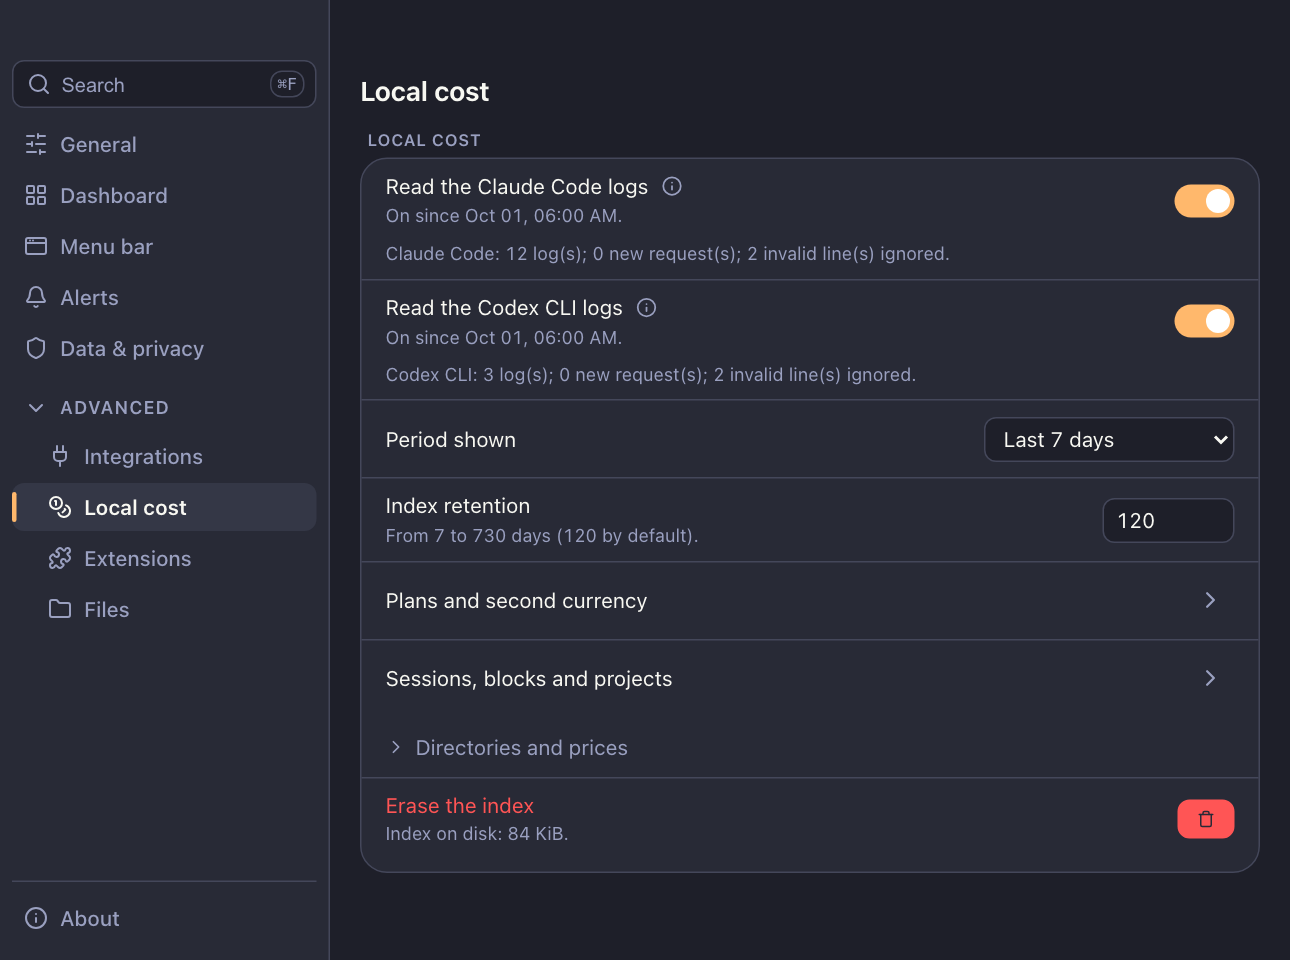 Search
⌘F
General
Dashboard
Menu bar
Alerts
Data & privacy
ADVANCED
Integrations
Local cost
Extensions
Files
About
Local cost
LOCAL COST
Read the Claude Code logs
On since Oct 01, 06:00 AM.
Claude Code: 12 log(s); 0 new request(s); 2 invalid line(s) ignored.
Read the Codex CLI logs
On since Oct 01, 06:00 AM.
Codex CLI: 3 log(s); 0 new request(s); 2 invalid line(s) ignored.
Period shown
Last 7 days
Index retention
From 7 to 730 days (120 by default).
120
Plans and second currency
Sessions, blocks and projects
Directories and prices
Erase the index
Index on disk: 84 KiB.